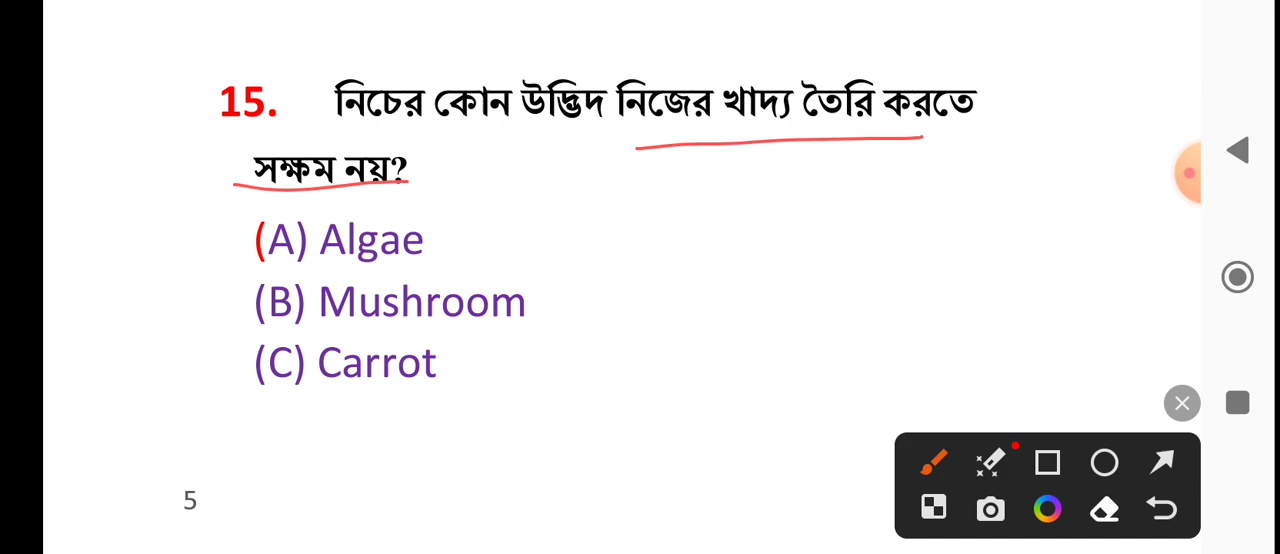 15. নিচের কোন উদ্ভিদ নিজের খাদ্য তৈরি করতে
সক্ষম নয়?
(A) Algae
(B) Mushroom
(C) Carrot
5